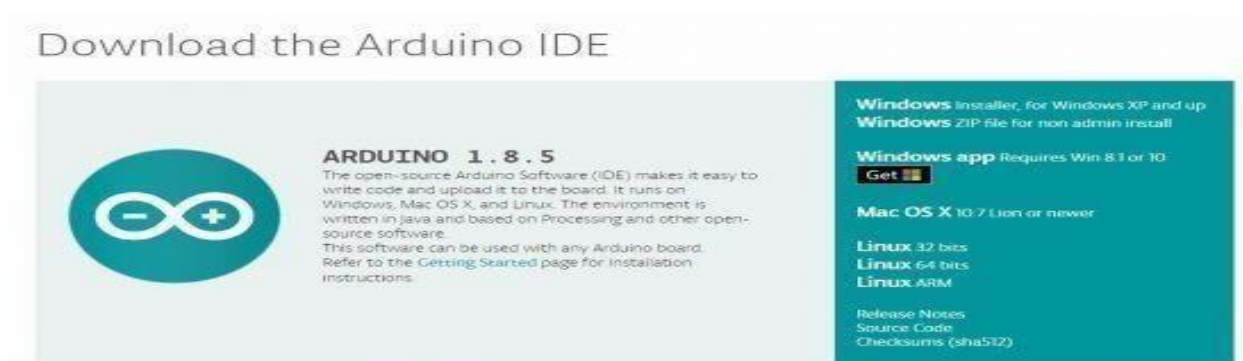 Download the Arduino IDE
ARDUINO 1.8.5
The open-source Arduino Software (IDE) makes it easy to
write code and upload it to the board. It runs on
Windows, Mac OS X, and Linux. The environment is
written in Java and based on Processing and other open-
source software.
This software can be used with any Arduino board.
Refer to the Getting Started page for Installation
instructions.
Windows Installer, for Windows XP and up
Windows ZIP file for non admin install
Windows app Requires Win 8.1 or 10
Get
Mac OS X 10.7 Lion or newer
Linux 32 bits
Linux 64 bits
Linux ARM
Release Notes
Source Code
Checksums (sha512)